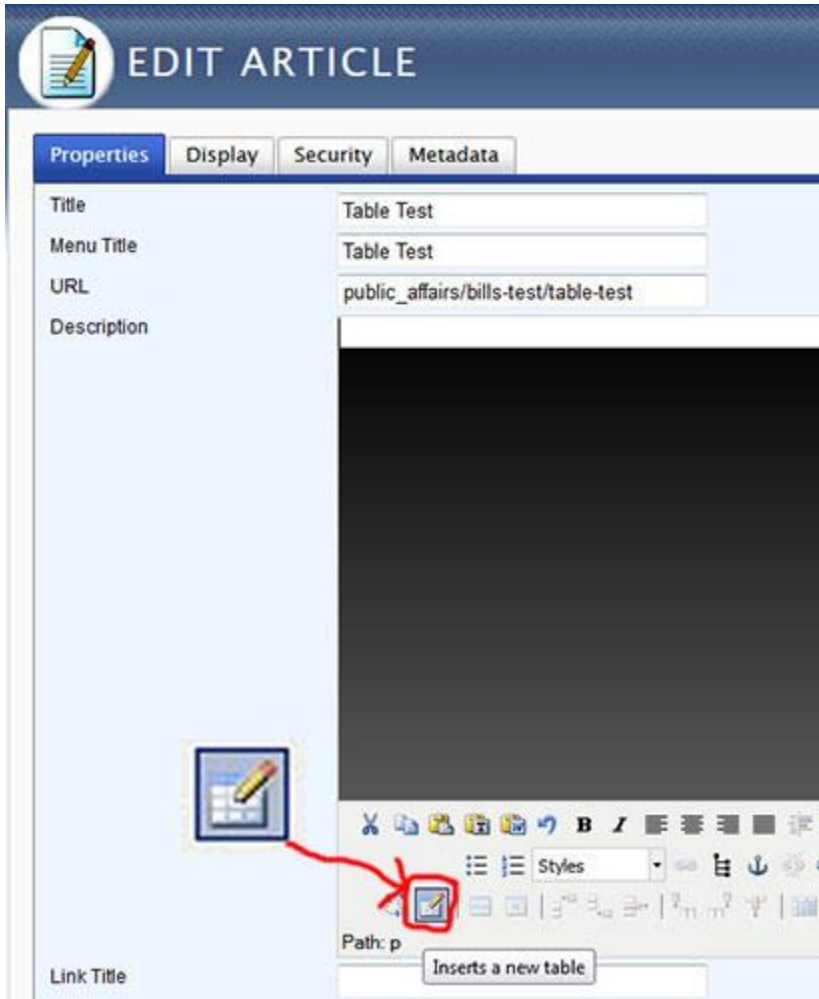 EDIT ARTICLE
Properties Display Security Metadata
Title Table Test
Menu Title Table Test
URL public_affairs/bills-test/table-test
Description
B I
Styles
Path: p
Inserts a new table
Link Title